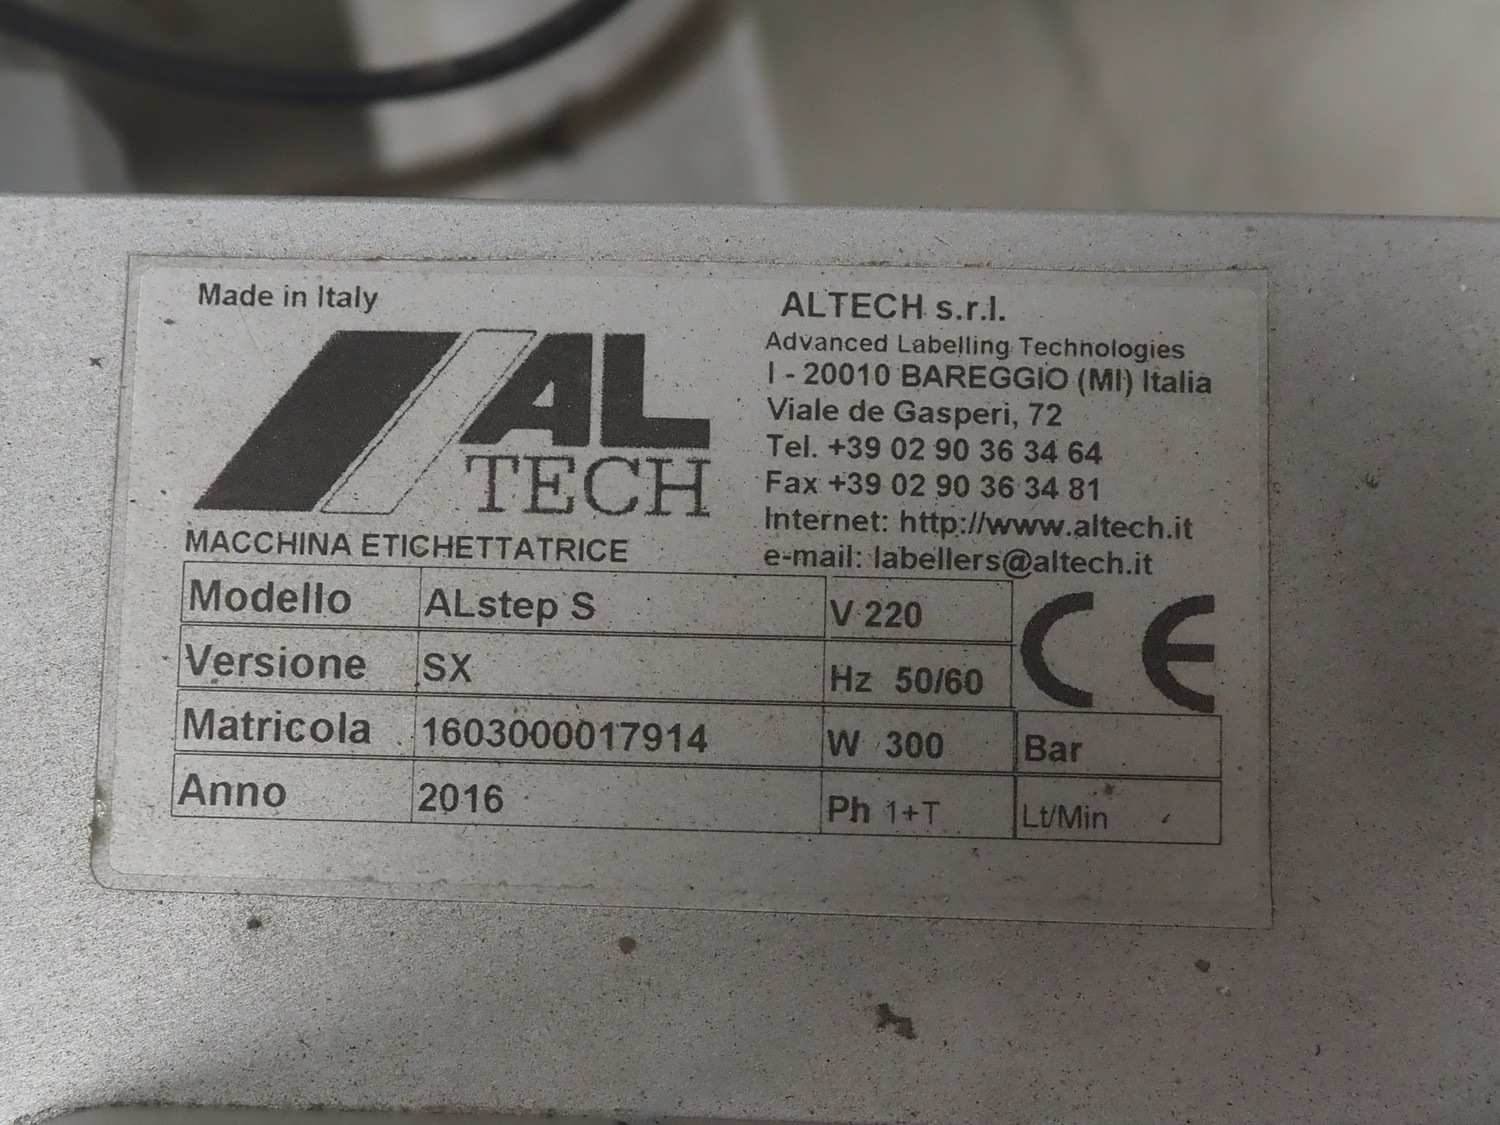 Made in Italy
AL
TECH
MACCHINA ETICHETTATRICE
ALTECH s.r.l.
Advanced Labelling Technologies
I - 20010 BAREGGIO (MI) Italia
Viale de Gasperi, 72
Tel. +39 02 90 36 34 64
Fax +39 02 90 36 34 81
Internet: http://www.altech.it
e-mail: labellers@altech.it
Modello ALstep S V 220
Versione SX Hz 50/60
CE
Matricola 1603000017914 W 300 Bar
Anno 2016 Ph 1+T Lt/Min